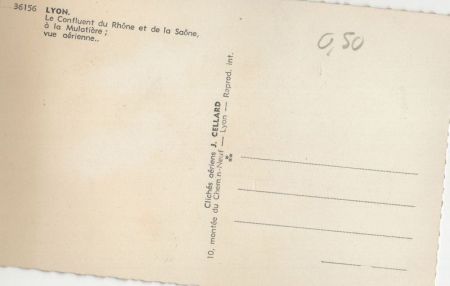 36156 LYON.
Le Confluent du Rhône et de la Saône,
à la Mulatière ;
vue aérienne..
0,50
Clichés aériens J. CELLARD
10, montée du Chem.n-Neuf — Lyon — Reprod. int.